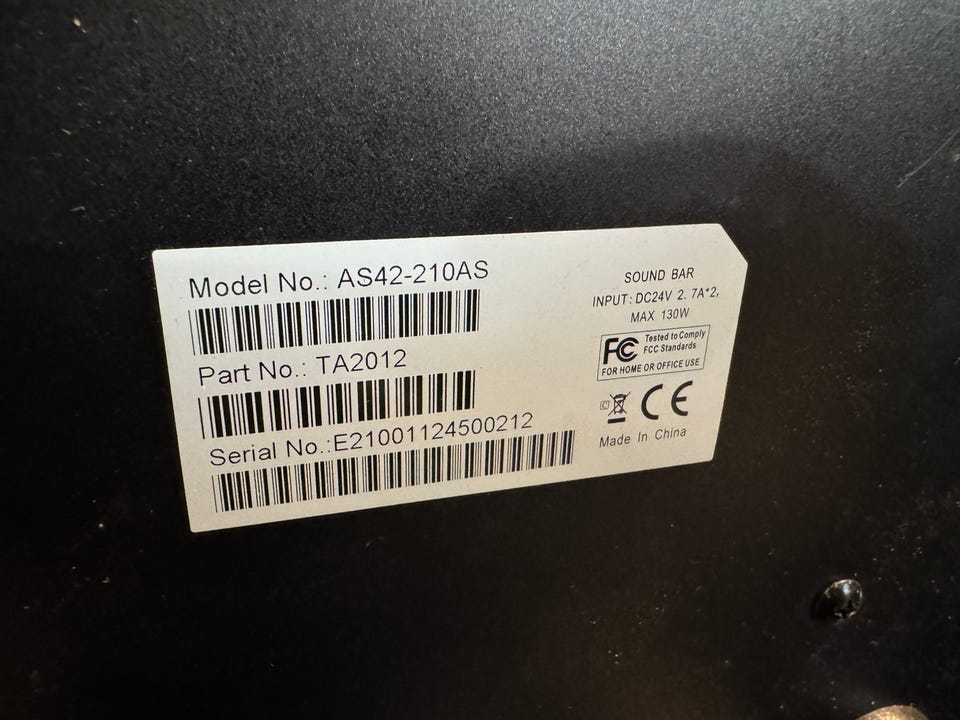 Model No.: AS42-210AS
Part No.: TA2012
Serial No.:E21001124500212
SOUND BAR
INPUT: DC24V 2. 7A*2,
MAX 130W
FC Tested to Comply
FCC Standards
FOR HOME OR OFFICE USE
CE
Made In China